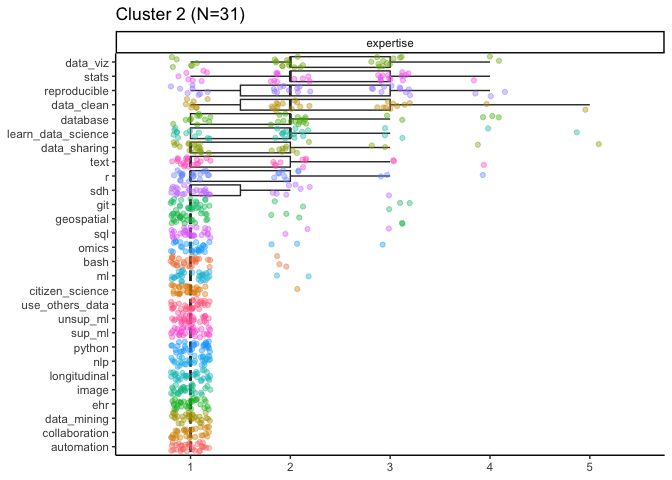 Cluster 2 (N=31)
expertise
data_viz
stats
reproducible
data_clean
database
learn_data_science
data_sharing
text
r
sdh
git
geospatial
sql
omics
bash
ml
citizen_science
use_others_data
unsup_ml
sup_ml
python
nlp
longitudinal
image
ehr
data_mining
collaboration
automation
1 2 3 4 5